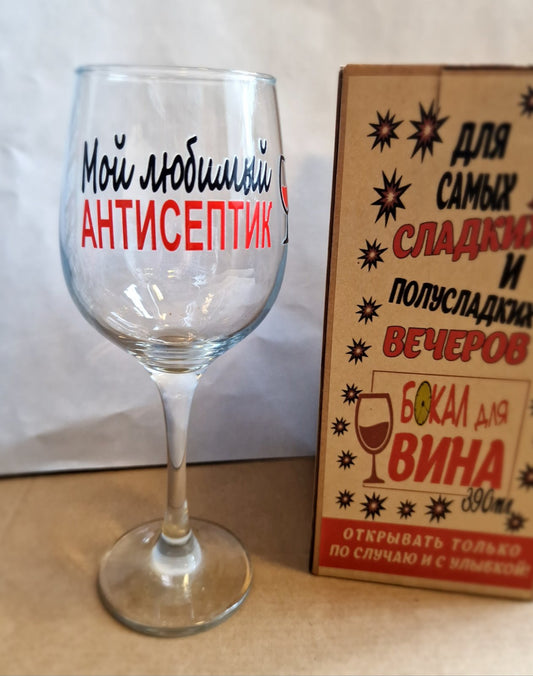 Мой любимый
АНТИСЕПТИК
ДЛЯ
САМЫХ
СЛАДКИХ
И
ПОЛУСЛАДКИХ
ВЕЧЕРОВ
БОКАЛ для
ВИНА
390мл
ОТКРЫВАТЬ ТОЛЬКО
ПО СЛУЧАЮ И С УЛЫБКОЙ!